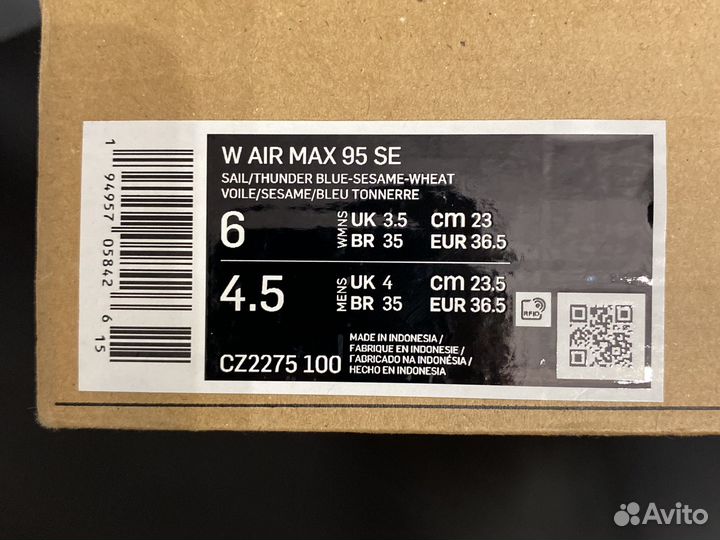 W AIR MAX 95 SE
SAIL/THUNDER BLUE-SESAME-WHEAT
VOILE/SESAME/BLEU TONNERRE
6 WMNS UK 3.5 cm 23
BR 35 EUR 36.5
4.5 MENS UK 4 cm 23.5
BR 35 EUR 36.5
RFID
CZ2275 100
MADE IN INDONESIA/
FABRIQUE EN INDONESIE/
FABRICADO NA INDONÉSIA/
HECHO EN INDONESIA
1 94957 05842 6 15
Avito